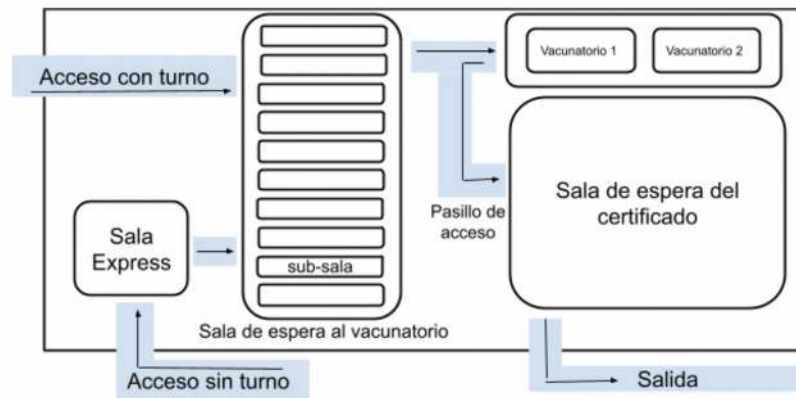 Acceso con turno
Sala
Express
Acceso sin turno
sub-sala
Sala de espera al vacunatorio
Vacunatorio 1
Vacunatorio 2
Pasillo de
acceso
Sala de espera del
certificado
Salida